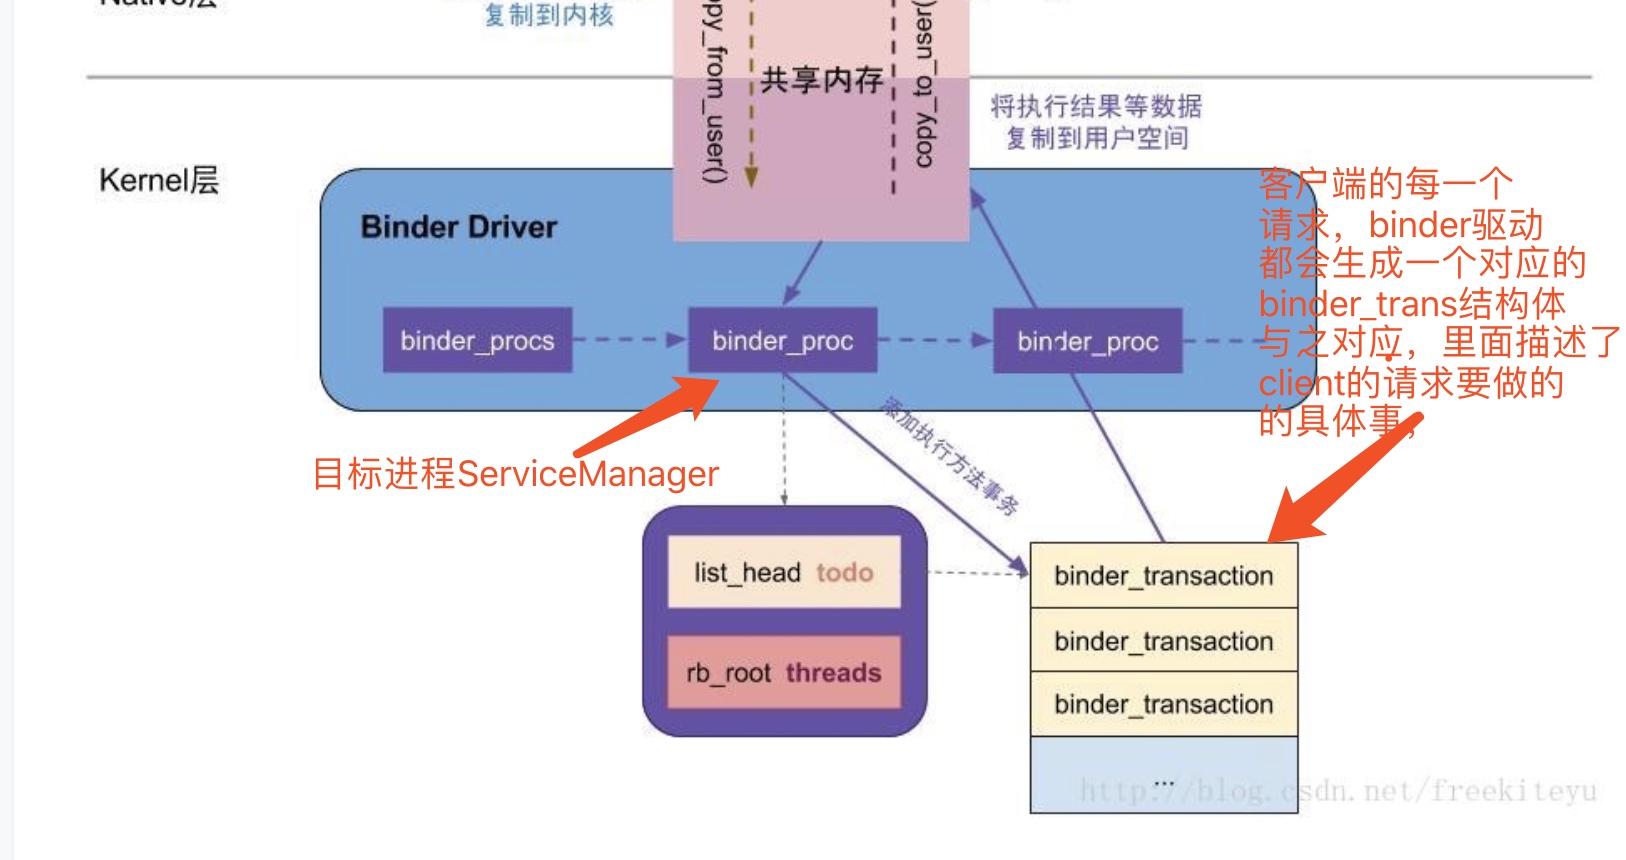 Native层
复制到内核
opy_from_user()
共享内存
copy_to_user(
将执行结果等数据
复制到用户空间
Kernel层
Binder Driver
客户端的每一个
请求，binder驱动
都会生成一个对应的
binder_trans结构体
与之对应，里面描述了
client的请求要做的
的具体事，
binder_procs
binder_proc
binder_proc
添加执行方法事务
目标进程ServiceManager
list_head todo
rb_root threads
binder_transaction
binder_transaction
binder_transaction
...
http://blog.csdn.net/freekiteyu